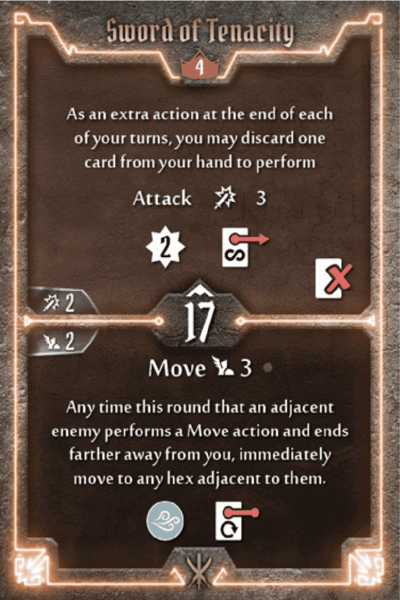 Sword of Tenacity
4
As an extra action at the end of each
of your turns, you may discard one
card from your hand to perform
Attack 3
2
2
17
2
Move 3
Any time this round that an adjacent
enemy performs a Move action and ends
farther away from you, immediately
move to any hex adjacent to them.